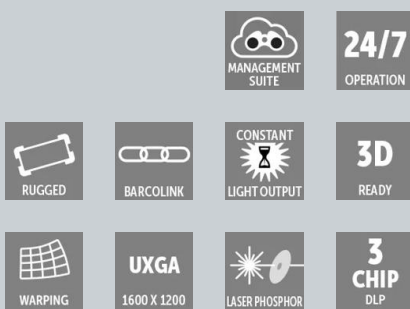 MANAGEMENT
SUITE
24/7
OPERATION
RUGGED
BARCOLINK
CONSTANT
LIGHT OUTPUT
3D
READY
WARPING
UXGA
1600 X 1200
LASER PHOSPHOR
3
CHIP
DLP